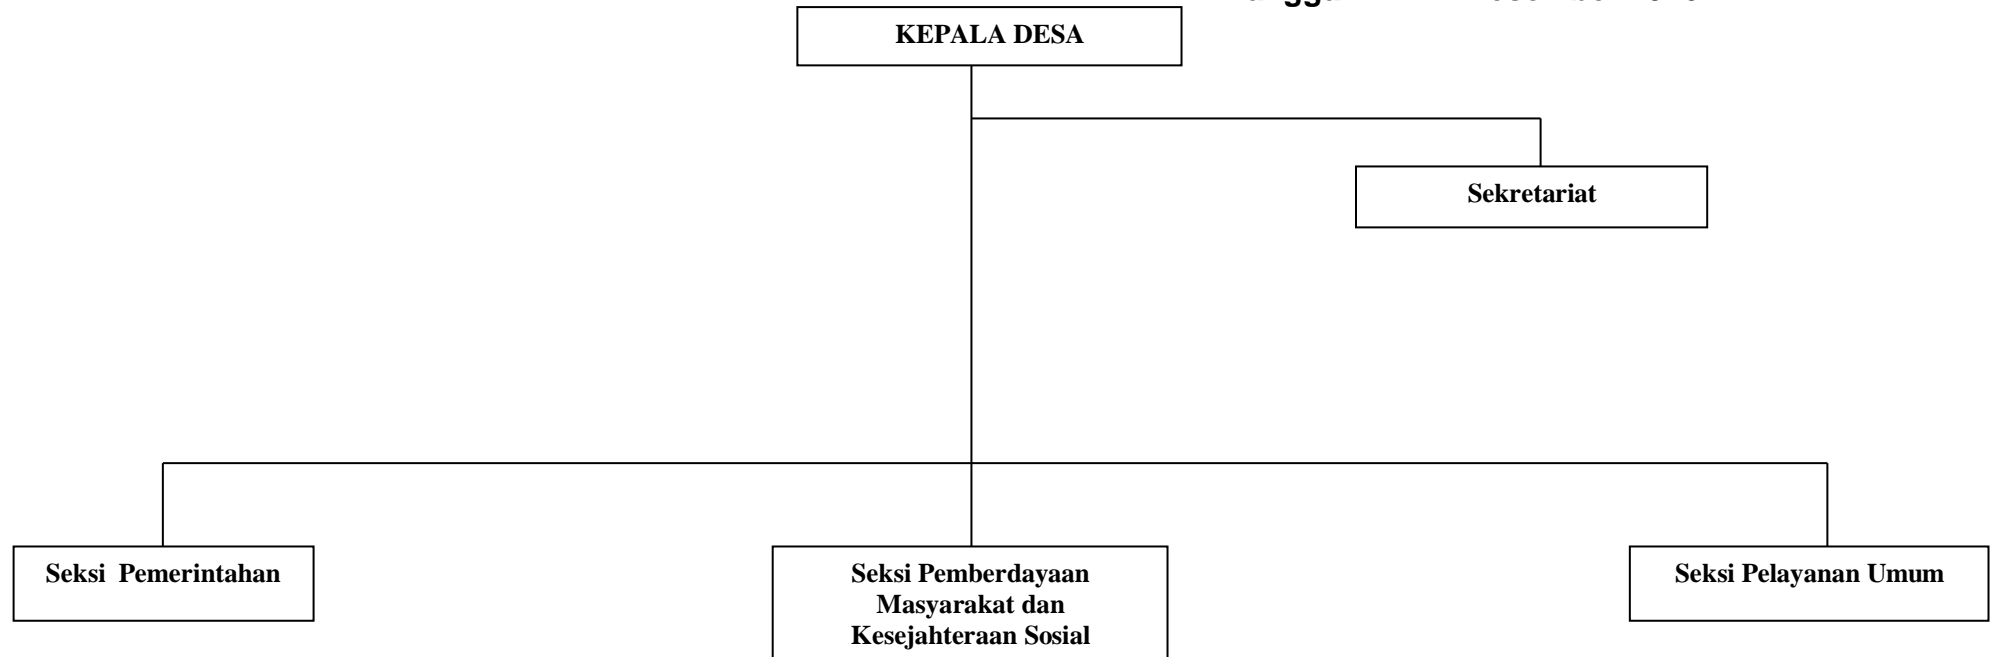 KEPALA DESA
Sekretariat
Seksi Pemerintahan
Seksi Pemberdayaan
Masyarakat dan
Kesejahteraan Sosial
Seksi Pelayanan Umum